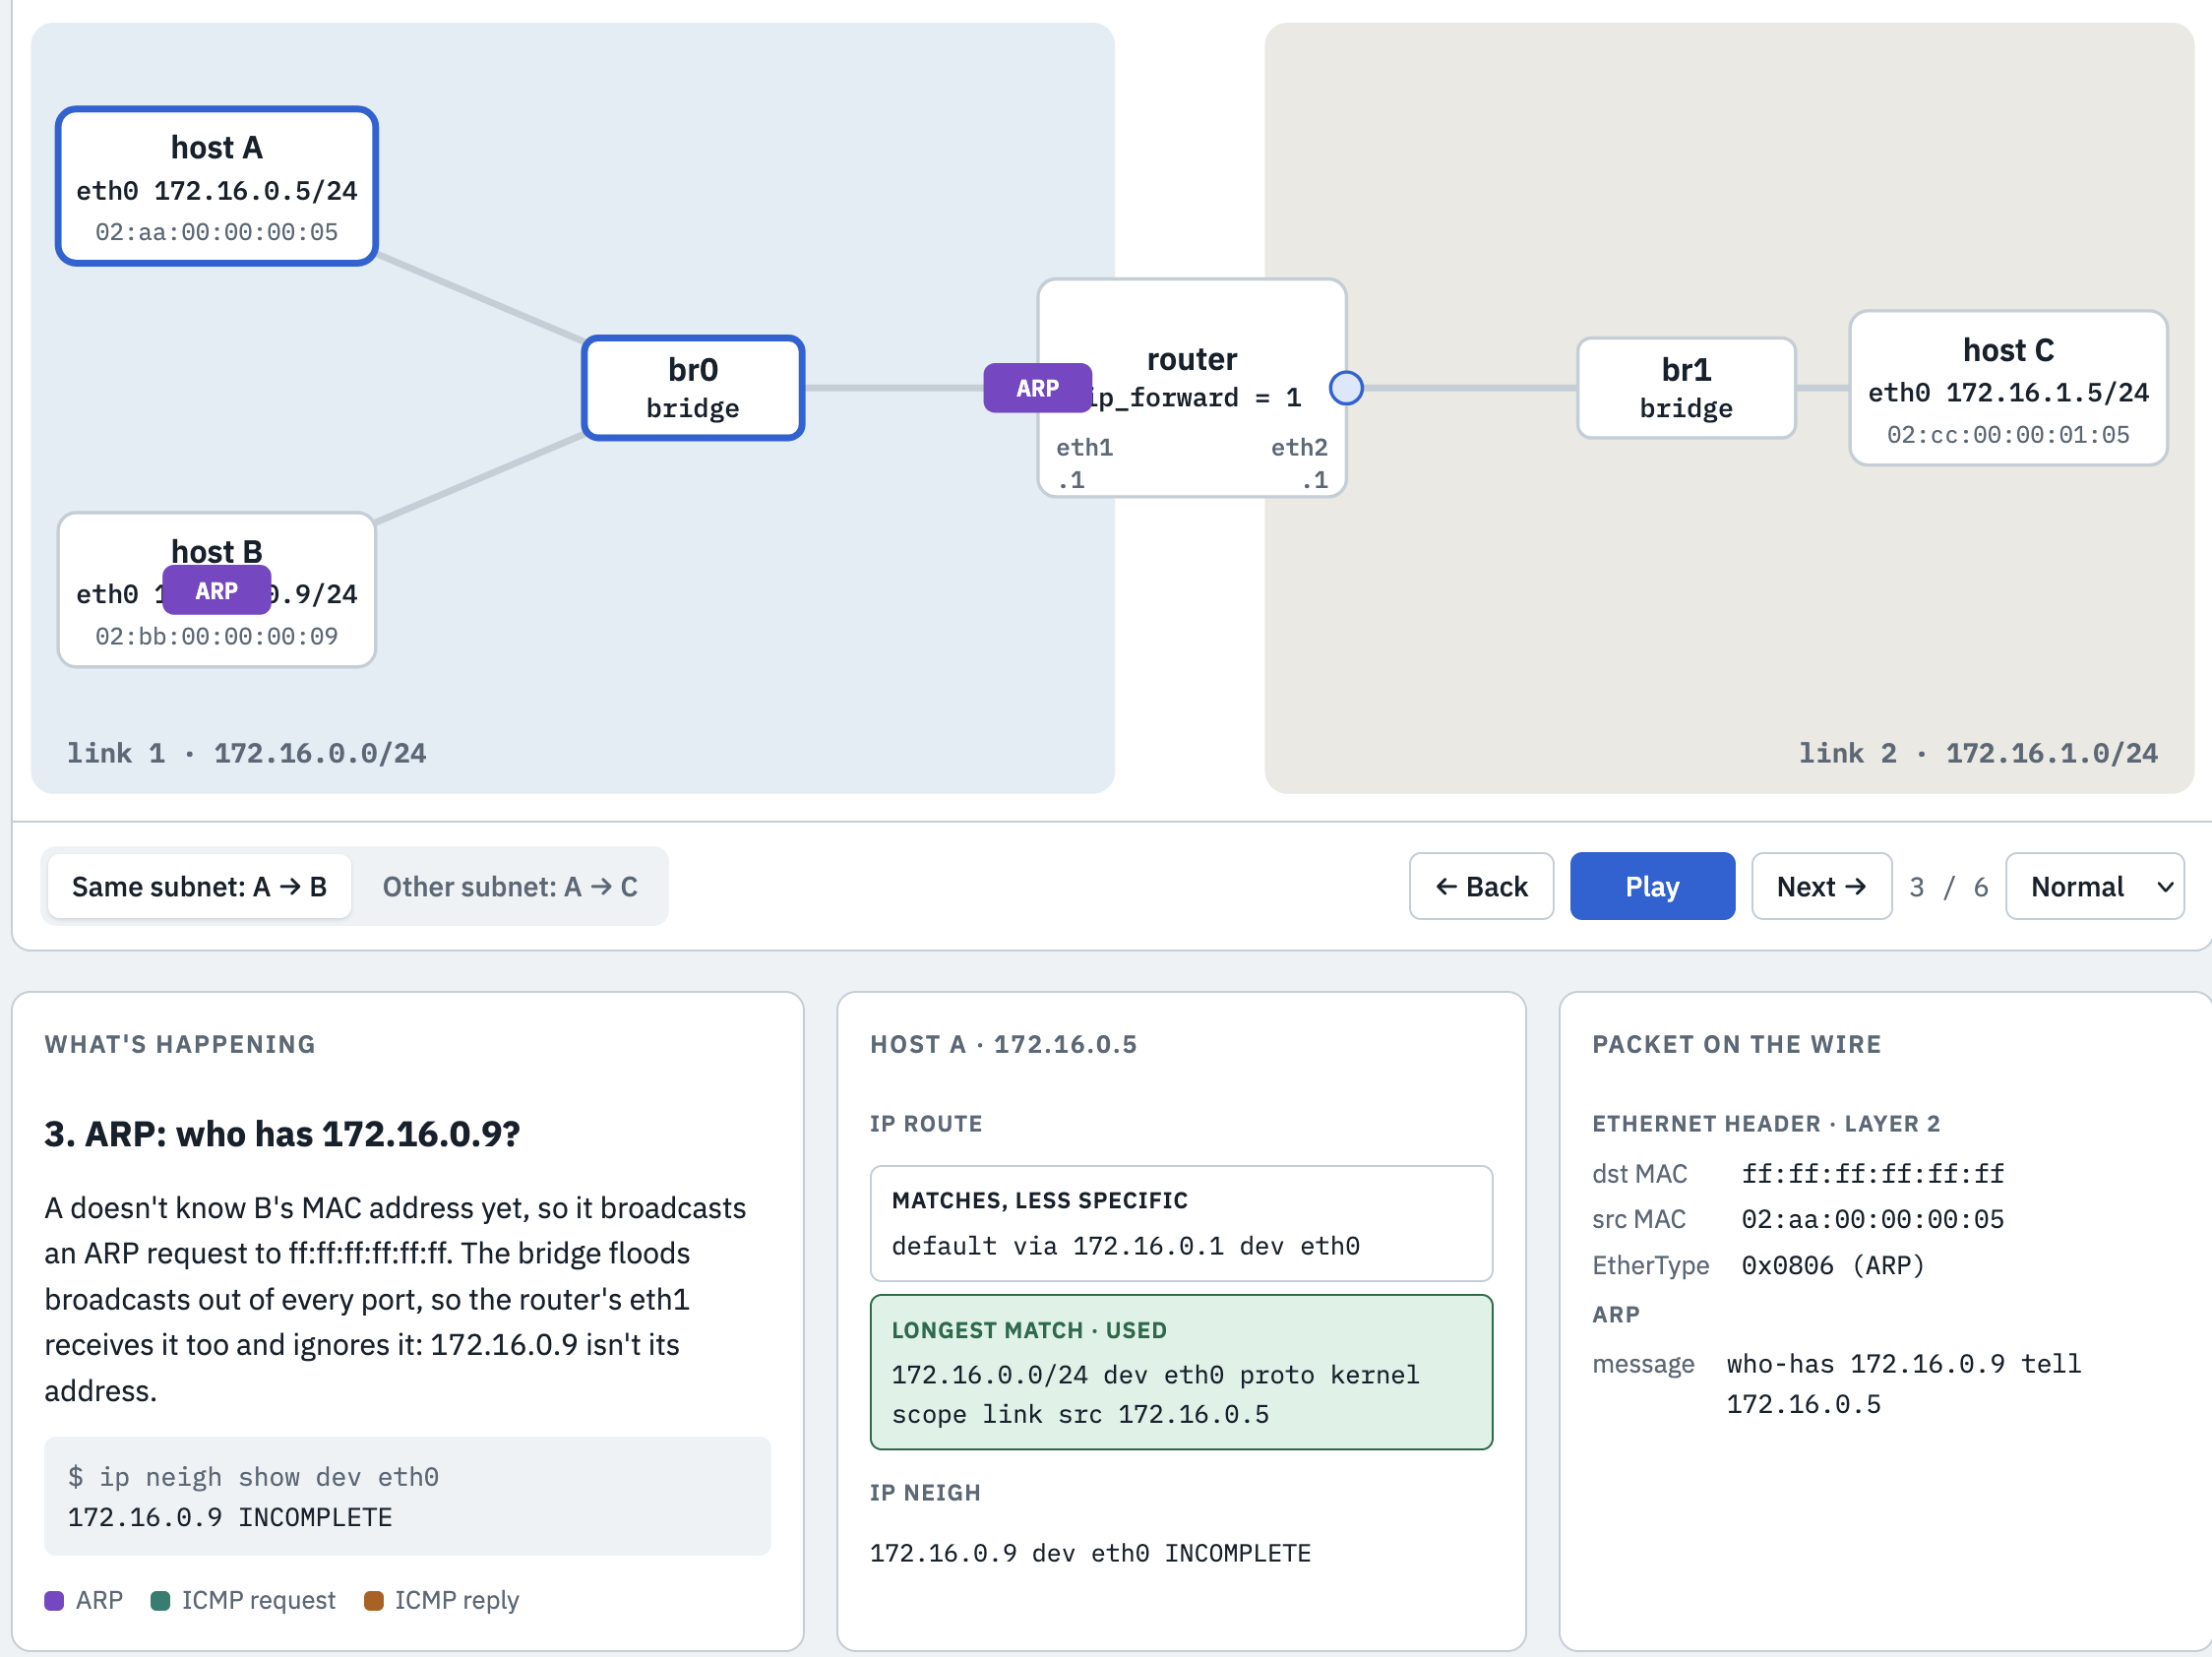 host A
eth0 172.16.0.5/24
02:aa:00:00:00:05
br0
bridge
ARP
router
ip_forward = 1
eth1
eth2
.1
.1
br1
bridge
host C
eth0 172.16.1.5/24
02:cc:00:00:01:05
host B
eth0 1
ARP
0.9/24
02:bb:00:00:00:09
link 1 · 172.16.0.0/24
link 2 · 172.16.1.0/24
Same subnet: A → B
Other subnet: A → C
← Back
Play
Next →
3 / 6
Normal
WHAT'S HAPPENING
3. ARP: who has 172.16.0.9?
A doesn't know B's MAC address yet, so it broadcasts
an ARP request to ff:ff:ff:ff:ff:ff. The bridge floods
broadcasts out of every port, so the router's eth1
receives it too and ignores it: 172.16.0.9 isn't its
address.
$ ip neigh show dev eth0
172.16.0.9 INCOMPLETE
ARP
ICMP request
ICMP reply
HOST A · 172.16.0.5
IP ROUTE
MATCHES, LESS SPECIFIC
default via 172.16.0.1 dev eth0
LONGEST MATCH · USED
172.16.0.0/24 dev eth0 proto kernel
scope link src 172.16.0.5
IP NEIGH
172.16.0.9 dev eth0 INCOMPLETE
PACKET ON THE WIRE
ETHERNET HEADER · LAYER 2
dst MAC ff:ff:ff:ff:ff:ff
src MAC 02:aa:00:00:00:05
EtherType 0x0806 (ARP)
ARP
message who-has 172.16.0.9 tell
172.16.0.5